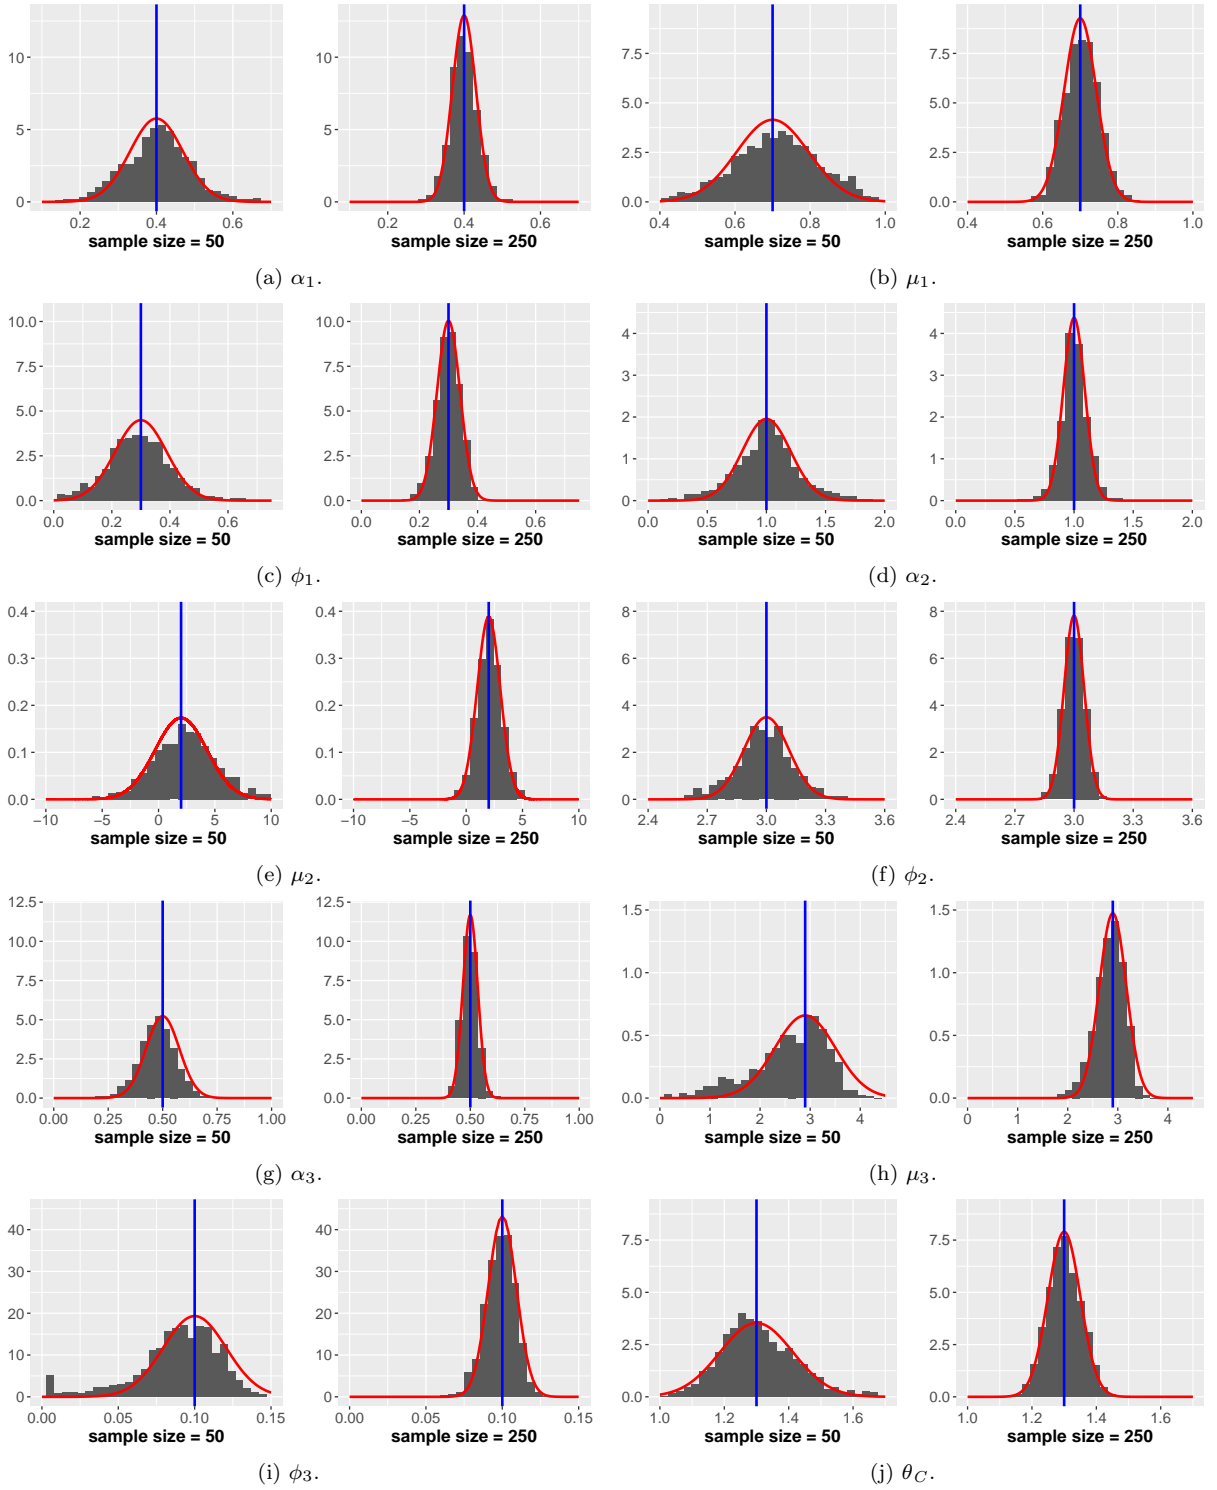 10
5
0
0.2 0.4 0.6
sample size = 50
10
5
0
0.2 0.4 0.6
sample size = 250
(a) α₁.
7.5
5.0
2.5
0.0
0.4 0.6 0.8 1.0
sample size = 50
7.5
5.0
2.5
0.0
0.4 0.6 0.8 1.0
sample size = 250
(b) μ₁.
10.0
7.5
5.0
2.5
0.0
0.0 0.2 0.4 0.6
sample size = 50
10.0
7.5
5.0
2.5
0.0
0.0 0.2 0.4 0.6
sample size = 250
(c) ϕ₁.
4
3
2
1
0
0.0 0.5 1.0 1.5 2.0
sample size = 50
4
3
2
1
0
0.0 0.5 1.0 1.5 2.0
sample size = 250
(d) α₂.
0.4
0.3
0.2
0.1
0.0
−10 −5 0 5 10
sample size = 50
0.4
0.3
0.2
0.1
0.0
−10 −5 0 5 10
sample size = 250
(e) μ₂.
8
6
4
2
0
2.4 2.7 3.0 3.3 3.6
sample size = 50
8
6
4
2
0
2.4 2.7 3.0 3.3 3.6
sample size = 250
(f) ϕ₂.
12.5
10.0
7.5
5.0
2.5
0.0
0.00 0.25 0.50 0.75 1.00
sample size = 50
12.5
10.0
7.5
5.0
2.5
0.0
0.00 0.25 0.50 0.75 1.00
sample size = 250
(g) α₃.
1.5
1.0
0.5
0.0
0 1 2 3 4
sample size = 50
1.5
1.0
0.5
0.0
0 1 2 3 4
sample size = 250
(h) μ₃.
40
30
20
10
0
0.00 0.05 0.10 0.15
sample size = 50
40
30
20
10
0
0.00 0.05 0.10 0.15
sample size = 250
(i) ϕ₃.
7.5
5.0
2.5
0.0
1.0 1.2 1.4 1.6
sample size = 50
7.5
5.0
2.5
0.0
1.0 1.2 1.4 1.6
sample size = 250
(j) θ_C.